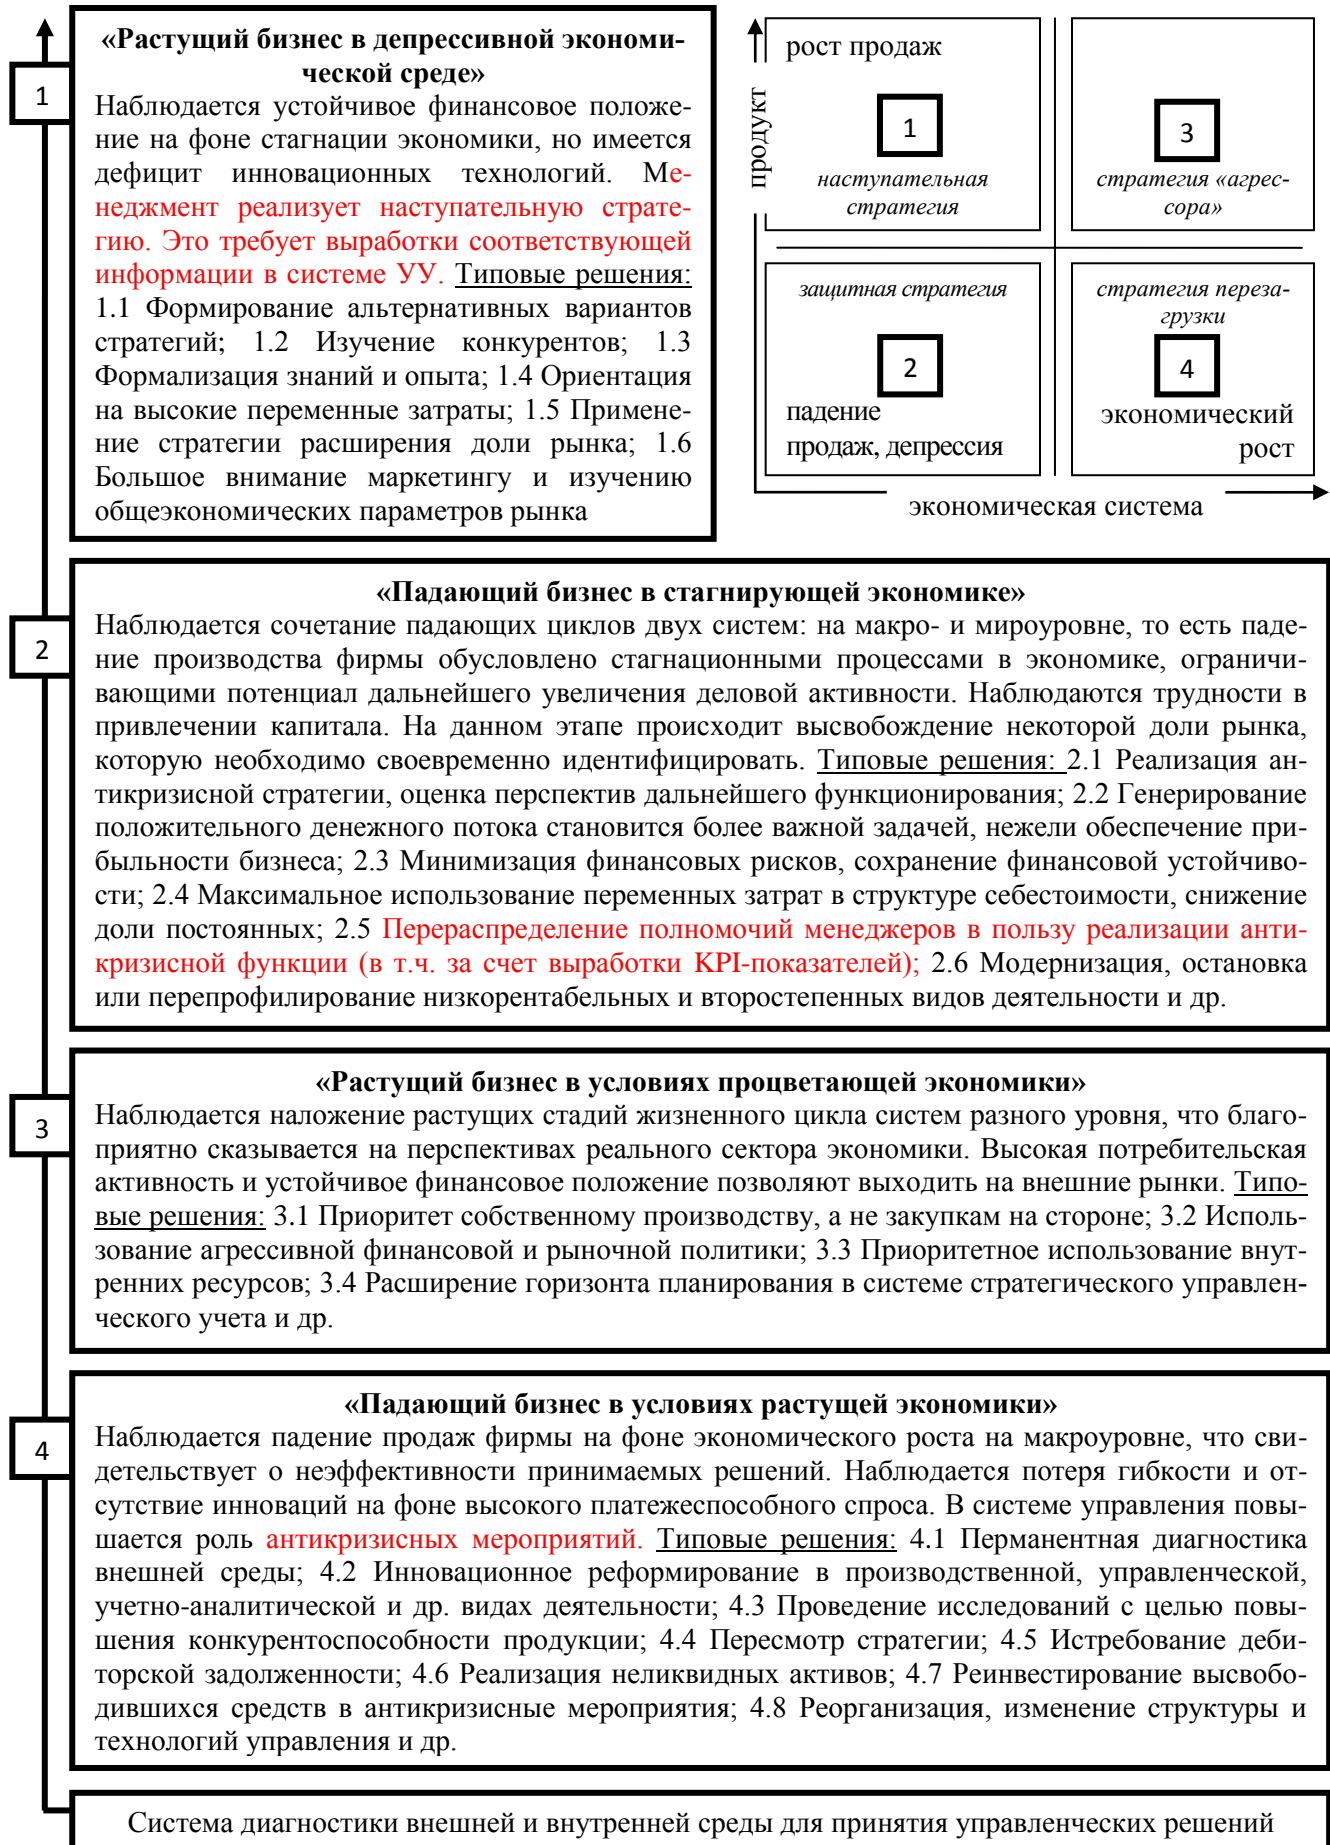 «Растущий бизнес в депрессивной экономи-
ческой среде»
1
Наблюдается устойчивое финансовое положе-
ние на фоне стагнации экономики, но имеется
дефицит инновационных технологий. Ме-
неджмент реализует наступательную страте-
гию. Это требует выработки соответствующей
информации в системе УУ. Типовые решения:
1.1 Формирование альтернативных вариантов
стратегий; 1.2 Изучение конкурентов; 1.3
Формализация знаний и опыта; 1.4 Ориентация
на высокие переменные затраты; 1.5 Примене-
ние стратегии расширения доли рынка; 1.6
Большое внимание маркетингу и изучению
общеэкономических параметров рынка
продукт
рост продаж
1
наступательная
стратегия
3
стратегия «агрес-
сора»
защитная стратегия
2
падение
продаж, депрессия
стратегия переза-
грузки
4
экономический
рост
экономическая система
«Падающий бизнес в стагнирующей экономике»
2
Наблюдается сочетание падающих циклов двух систем: на макро- и мироуровне, то есть паде-
ние производства фирмы обусловлено стагнационными процессами в экономике, ограничи-
вающими потенциал дальнейшего увеличения деловой активности. Наблюдаются трудности в
привлечении капитала. На данном этапе происходит высвобождение некоторой доли рынка,
которую необходимо своевременно идентифицировать. Типовые решения: 2.1 Реализация ан-
тикризисной стратегии, оценка перспектив дальнейшего функционирования; 2.2 Генерирование
положительного денежного потока становится более важной задачей, нежели обеспечение при-
быльности бизнеса; 2.3 Минимизация финансовых рисков, сохранение финансовой устойчиво-
сти; 2.4 Максимальное использование переменных затрат в структуре себестоимости, снижение
доли постоянных; 2.5 Перераспределение полномочий менеджеров в пользу реализации анти-
кризисной функции (в т.ч. за счет выработки KPI-показателей); 2.6 Модернизация, остановка
или перепрофилирование низкорентабельных и второстепенных видов деятельности и др.
«Растущий бизнес в условиях процветающей экономики»
3
Наблюдается наложение растущих стадий жизненного цикла систем разного уровня, что благо-
приятно сказывается на перспективах реального сектора экономики. Высокая потребительская
активность и устойчивое финансовое положение позволяют выходить на внешние рынки. Типо-
вые решения: 3.1 Приоритет собственному производству, а не закупкам на стороне; 3.2 Исполь-
зование агрессивной финансовой и рыночной политики; 3.3 Приоритетное использование внут-
ренних ресурсов; 3.4 Расширение горизонта планирования в системе стратегического управлен-
ческого учета и др.
«Падающий бизнес в условиях растущей экономики»
4
Наблюдается падение продаж фирмы на фоне экономического роста на макроуровне, что сви-
детельствует о неэффективности принимаемых решений. Наблюдается потеря гибкости и от-
сутствие инноваций на фоне высокого платежеспособного спроса. В системе управления повы-
шается роль антикризисных мероприятий. Типовые решения: 4.1 Перманентная диагностика
внешней среды; 4.2 Инновационное реформирование в производственной, управленческой,
учетно-аналитической и др. видах деятельности; 4.3 Проведение исследований с целью повы-
шения конкурентоспособности продукции; 4.4 Пересмотр стратегии; 4.5 Истребование деби-
торской задолженности; 4.6 Реализация неликвидных активов; 4.7 Реинвестирование высвобо-
дившихся средств в антикризисные мероприятия; 4.8 Реорганизация, изменение структуры и
технологий управления и др.
Система диагностики внешней и внутренней среды для принятия управленческих решений